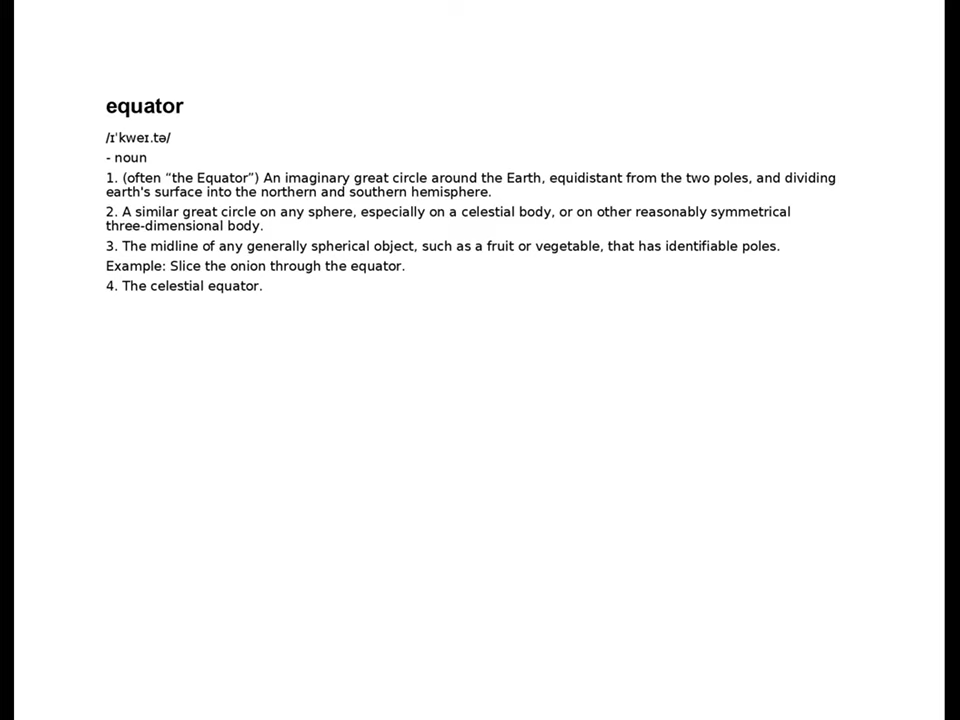 equator
/ɪˈkweɪ.tə/
- noun
1. (often “the Equator”) An imaginary great circle around the Earth, equidistant from the two poles, and dividing
earth's surface into the northern and southern hemisphere.
2. A similar great circle on any sphere, especially on a celestial body, or on other reasonably symmetrical
three-dimensional body.
3. The midline of any generally spherical object, such as a fruit or vegetable, that has identifiable poles.
Example: Slice the onion through the equator.
4. The celestial equator.